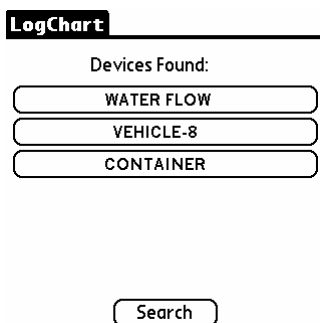 LogChart
Devices Found:
WATER FLOW
VEHICLE-8
CONTAINER
Search